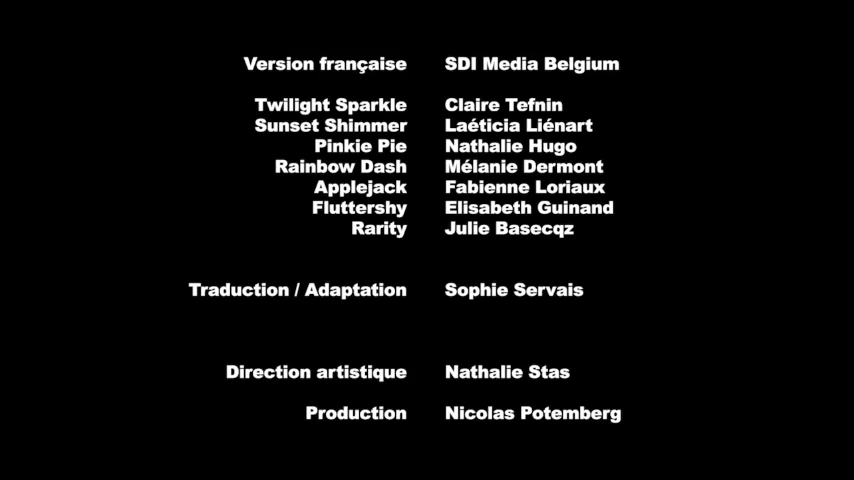 Version française SDI Media Belgium
Twilight Sparkle Claire Tefnin
Sunset Shimmer Laéticia Liénart
Pinkie Pie Nathalie Hugo
Rainbow Dash Mélanie Dermont
Applejack Fabienne Loriaux
Fluttershy Elisabeth Guinand
Rarity Julie Basecqz
Traduction / Adaptation Sophie Servais
Direction artistique Nathalie Stas
Production Nicolas Potemberg